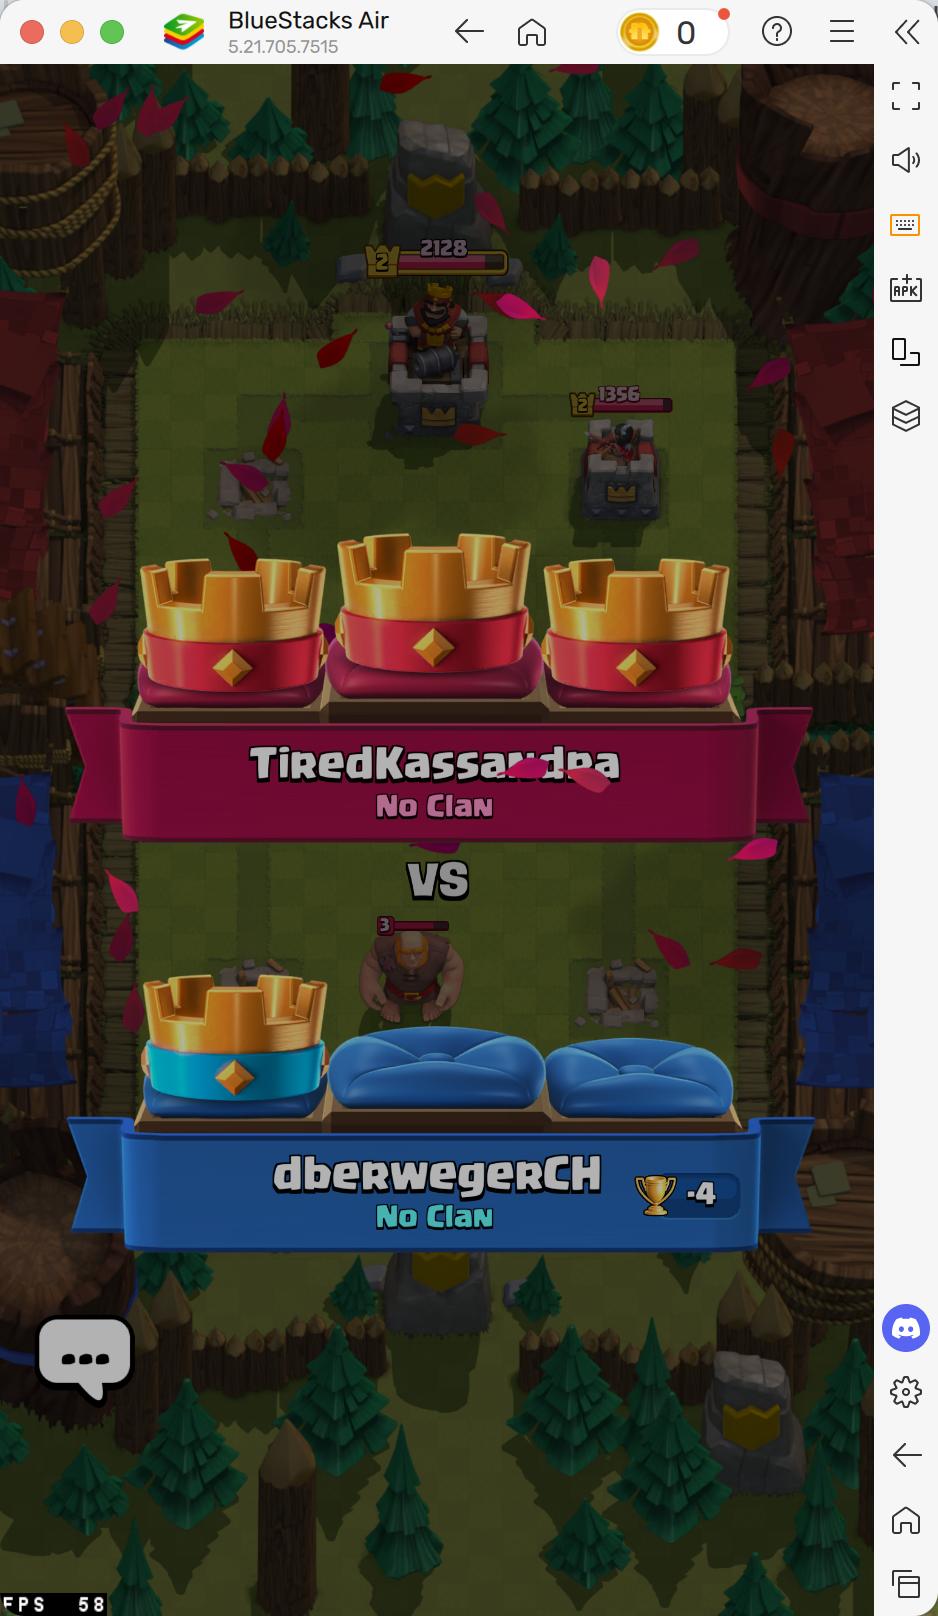 BlueStacks Air
5.21.705.7515
0
APK
2128
2
1356
2
TiredKassandra
No Clan
VS
3
dberwegerCH
No Clan
-4
FPS 58